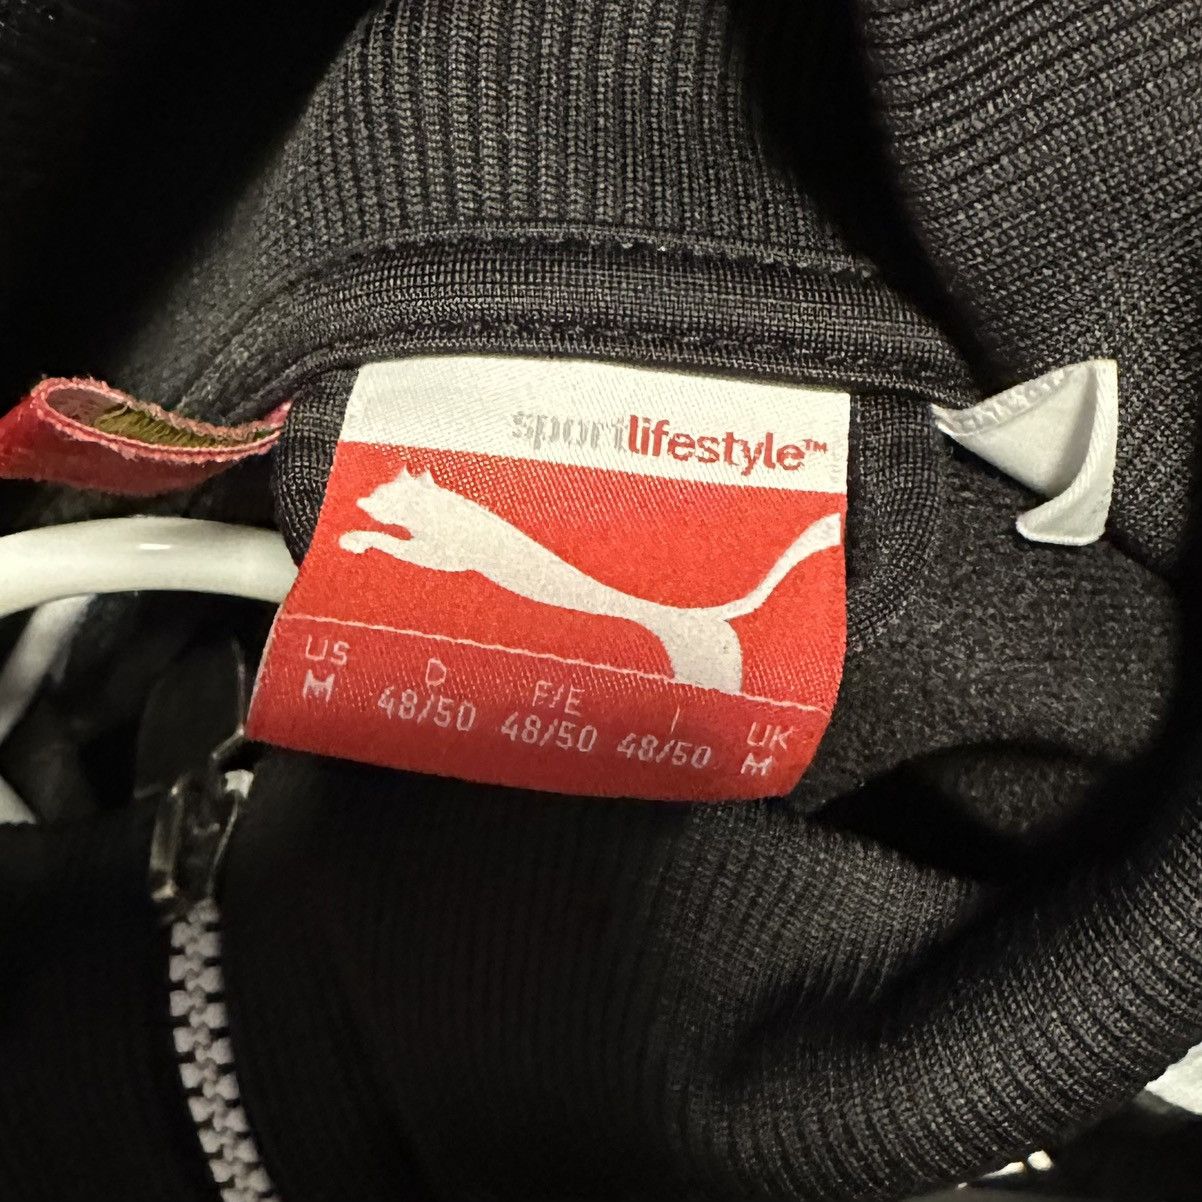 sportlifestyle™
US D F/E I UK
M 48/50 48/50 48/50 M